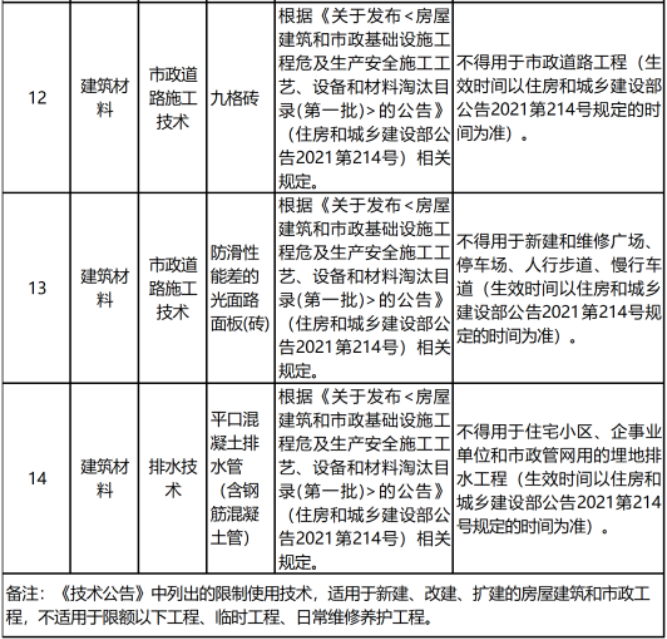 12
建筑材
料
市政道
路施工
技术
九格砖
根据《关于发布<房屋
建筑和市政基础设施工
程危及生产安全施工工
艺、设备和材料淘汰目
录(第一批)>的公告》
（住房和城乡建设部公
告2021第214号）相关
规定。
不得用于市政道路工程（生
效时间以住房和城乡建设部
公告2021第214号规定的时
间为准）。
13
建筑材
料
市政道
路施工
技术
防滑性
能差的
光面路
面板(砖)
根据《关于发布<房屋
建筑和市政基础设施工
程危及生产安全施工工
艺、设备和材料淘汰目
录(第一批)>的公告》
（住房和城乡建设部公
告2021第214号）相关
规定。
不得用于新建和维修广场、
停车场、人行步道、慢行车
道（生效时间以住房和城乡
建设部公告2021第214号规
定的时间为准）。
14
建筑材
料
排水技
术
平口混
凝土排
水管
（含钢
筋混凝
土管）
根据《关于发布<房屋
建筑和市政基础设施工
程危及生产安全施工工
艺、设备和材料淘汰目
录(第一批)>的公告》
（住房和城乡建设部公
告2021第214号）相关
规定。
不得用于住宅小区、企事业
单位和市政管网用的埋地排
水工程（生效时间以住房和
城乡建设部公告2021第214
号规定的时间为准）。
备注：《技术公告》中列出的限制使用技术，适用于新建、改建、扩建的房屋建筑和市政工
程，不适用于限额以下工程、临时工程、日常维修养护工程。